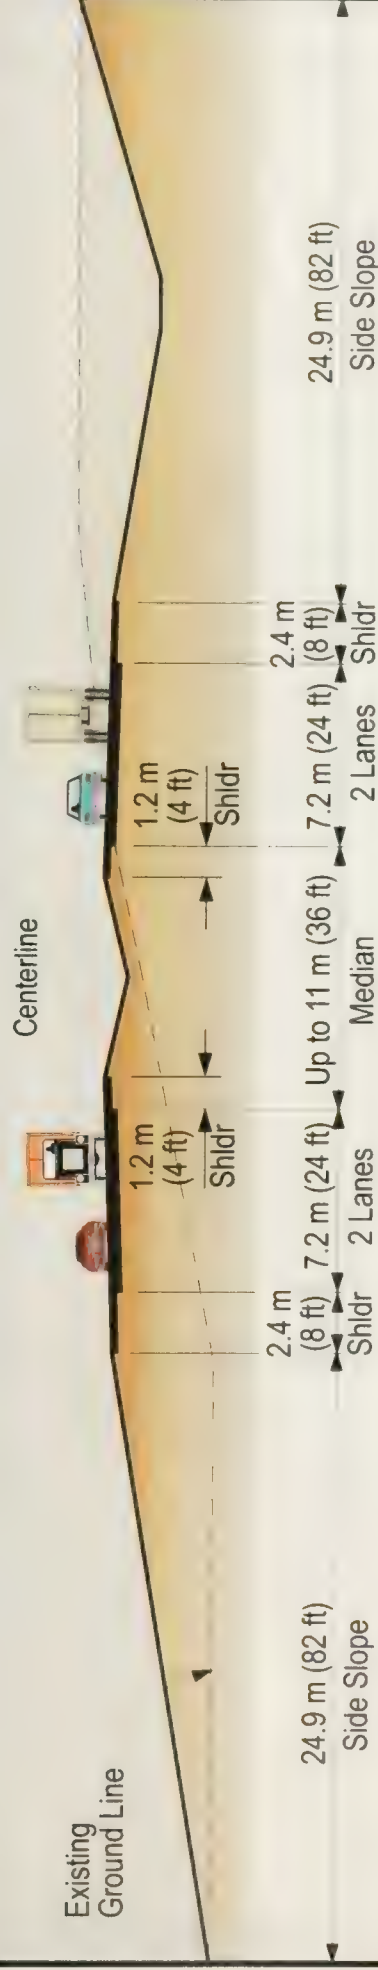 Centerline
Existing
Ground Line
1.2 m
(4 ft)
Shldr
1.2 m
(4 ft)
Shldr
24.9 m (82 ft)
Side Slope
2.4 m
(8 ft)
Shldr
7.2 m (24 ft)
2 Lanes
Up to 11 m (36 ft)
Median
7.2 m (24 ft)
2 Lanes
2.4 m
(8 ft)
Shldr
24.9 m (82 ft)
Side Slope